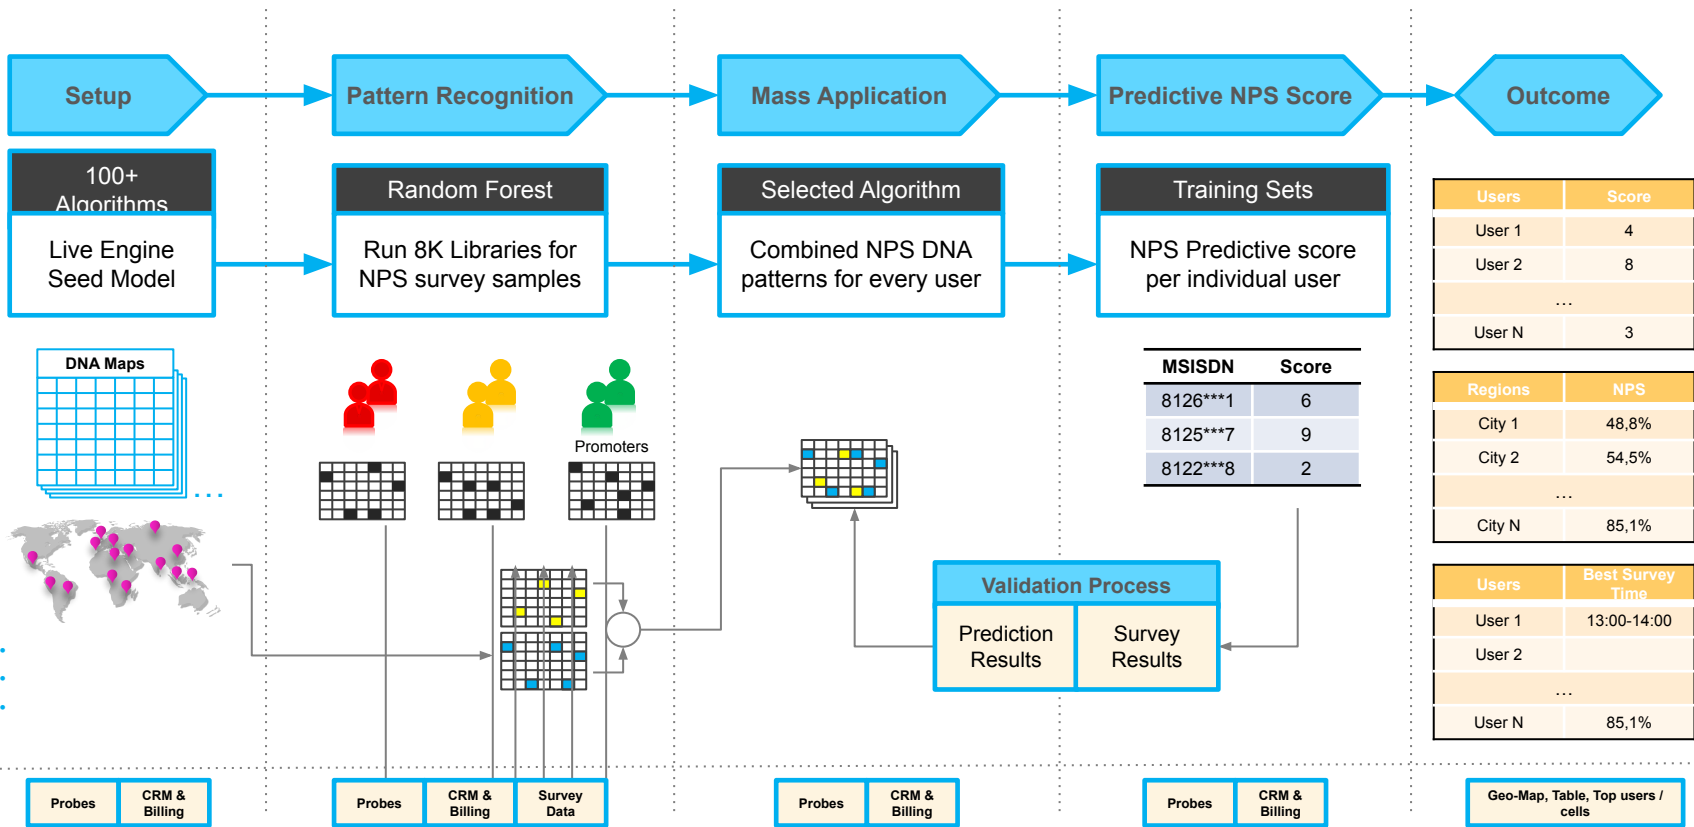 Setup
Pattern Recognition
Mass Application
Predictive NPS Score
Outcome
100+
Algorithms
Live Engine
Seed Model
Random Forest
Run 8K Libraries for
NPS survey samples
Selected Algorithm
Combined NPS DNA
patterns for every user
Training Sets
NPS Predictive score
per individual user
DNA Maps
...
Promoters
MSISDN Score
8126***1 6
8125***7 9
8122***8 2
Validation Process
Prediction
Results
Survey
Results
Users Score
User 1 4
User 2 8
...
User N 3
Regions NPS
City 1 48,8%
City 2 54,5%
...
City N 85,1%
Users Best Survey
Time
User 1 13:00-14:00
User 2
...
User N 85,1%
Probes
CRM &
Billing
Probes
CRM &
Billing
Survey
Data
Probes
CRM &
Billing
Probes
CRM &
Billing
Geo-Map, Table, Top users /
cells